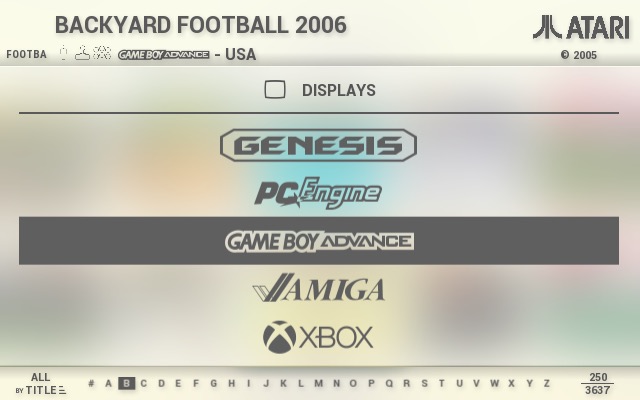 BACKYARD FOOTBALL 2006
ATARI
FOOTBA GAME BOY ADVANCE - USA
© 2005
DISPLAYS
GENESIS
PC Engine
GAME BOY ADVANCE
AMIGA
XBOX
ALL
BY TITLE
# A B C D E F G H I J K L M N O P Q R S T U V W X Y Z
250
3637